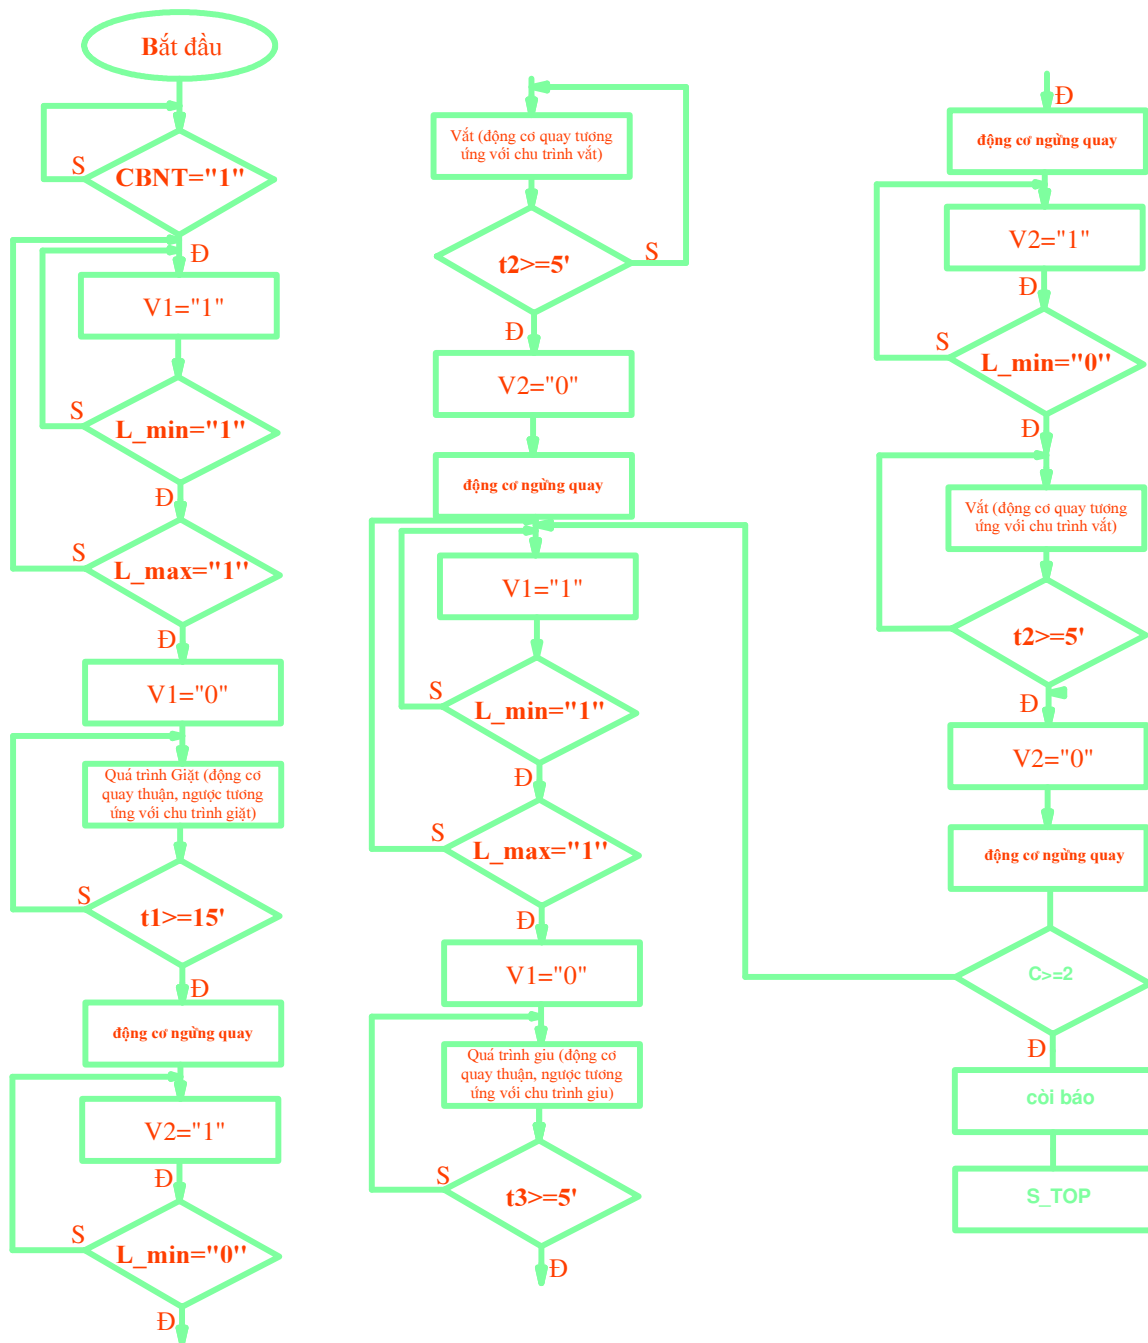 Bắt đầu
S
CBNT="1"
Đ
V1="1"
S
L_min="1"
Đ
L_max="1"
Đ
V1="0"
Quá trình Giặt (động cơ
quay thuận, ngược tương
ứng với chu trình giặt)
S
t1>=15'
Đ
động cơ ngừng quay
V2="1"
Đ
S
L_min="0"
Đ
Vắt (động cơ quay tương
ứng với chu trình vắt)
t2>=5'
S
Đ
V2="0"
động cơ ngừng quay
V1="1"
S
L_min="1"
Đ
S
L_max="1"
Đ
V1="0"
Quá trình giu (động cơ
quay thuận, ngược tương
ứng với chu trình giu)
S
t3>=5'
Đ
Đ
động cơ ngừng quay
V2="1"
Đ
S
L_min="0"
Đ
Vắt (động cơ quay tương
ứng với chu trình vắt)
t2>=5'
Đ
V2="0"
động cơ ngừng quay
C>=2
Đ
còi báo
S_TOP